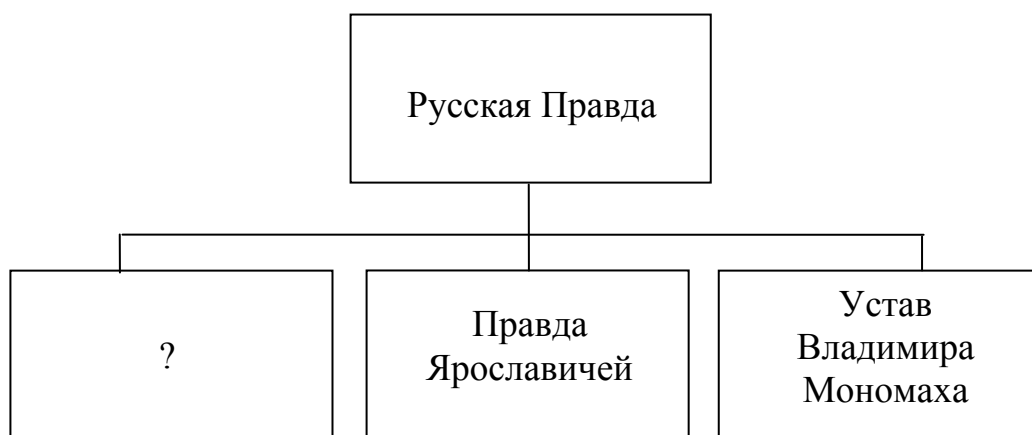 Русская Правда
?
Правда
Ярославичей
Устав
Владимира
Мономаха